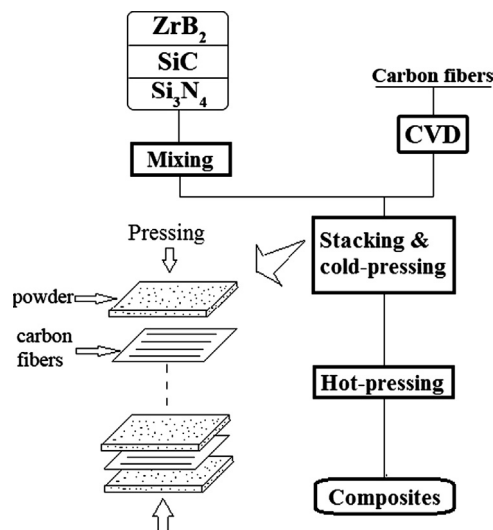 ZrB₂
SiC
Si₃N₄
Carbon fibers
CVD
Mixing
Stacking &
cold-pressing
Pressing
powder
carbon
fibers
Hot-pressing
Composites